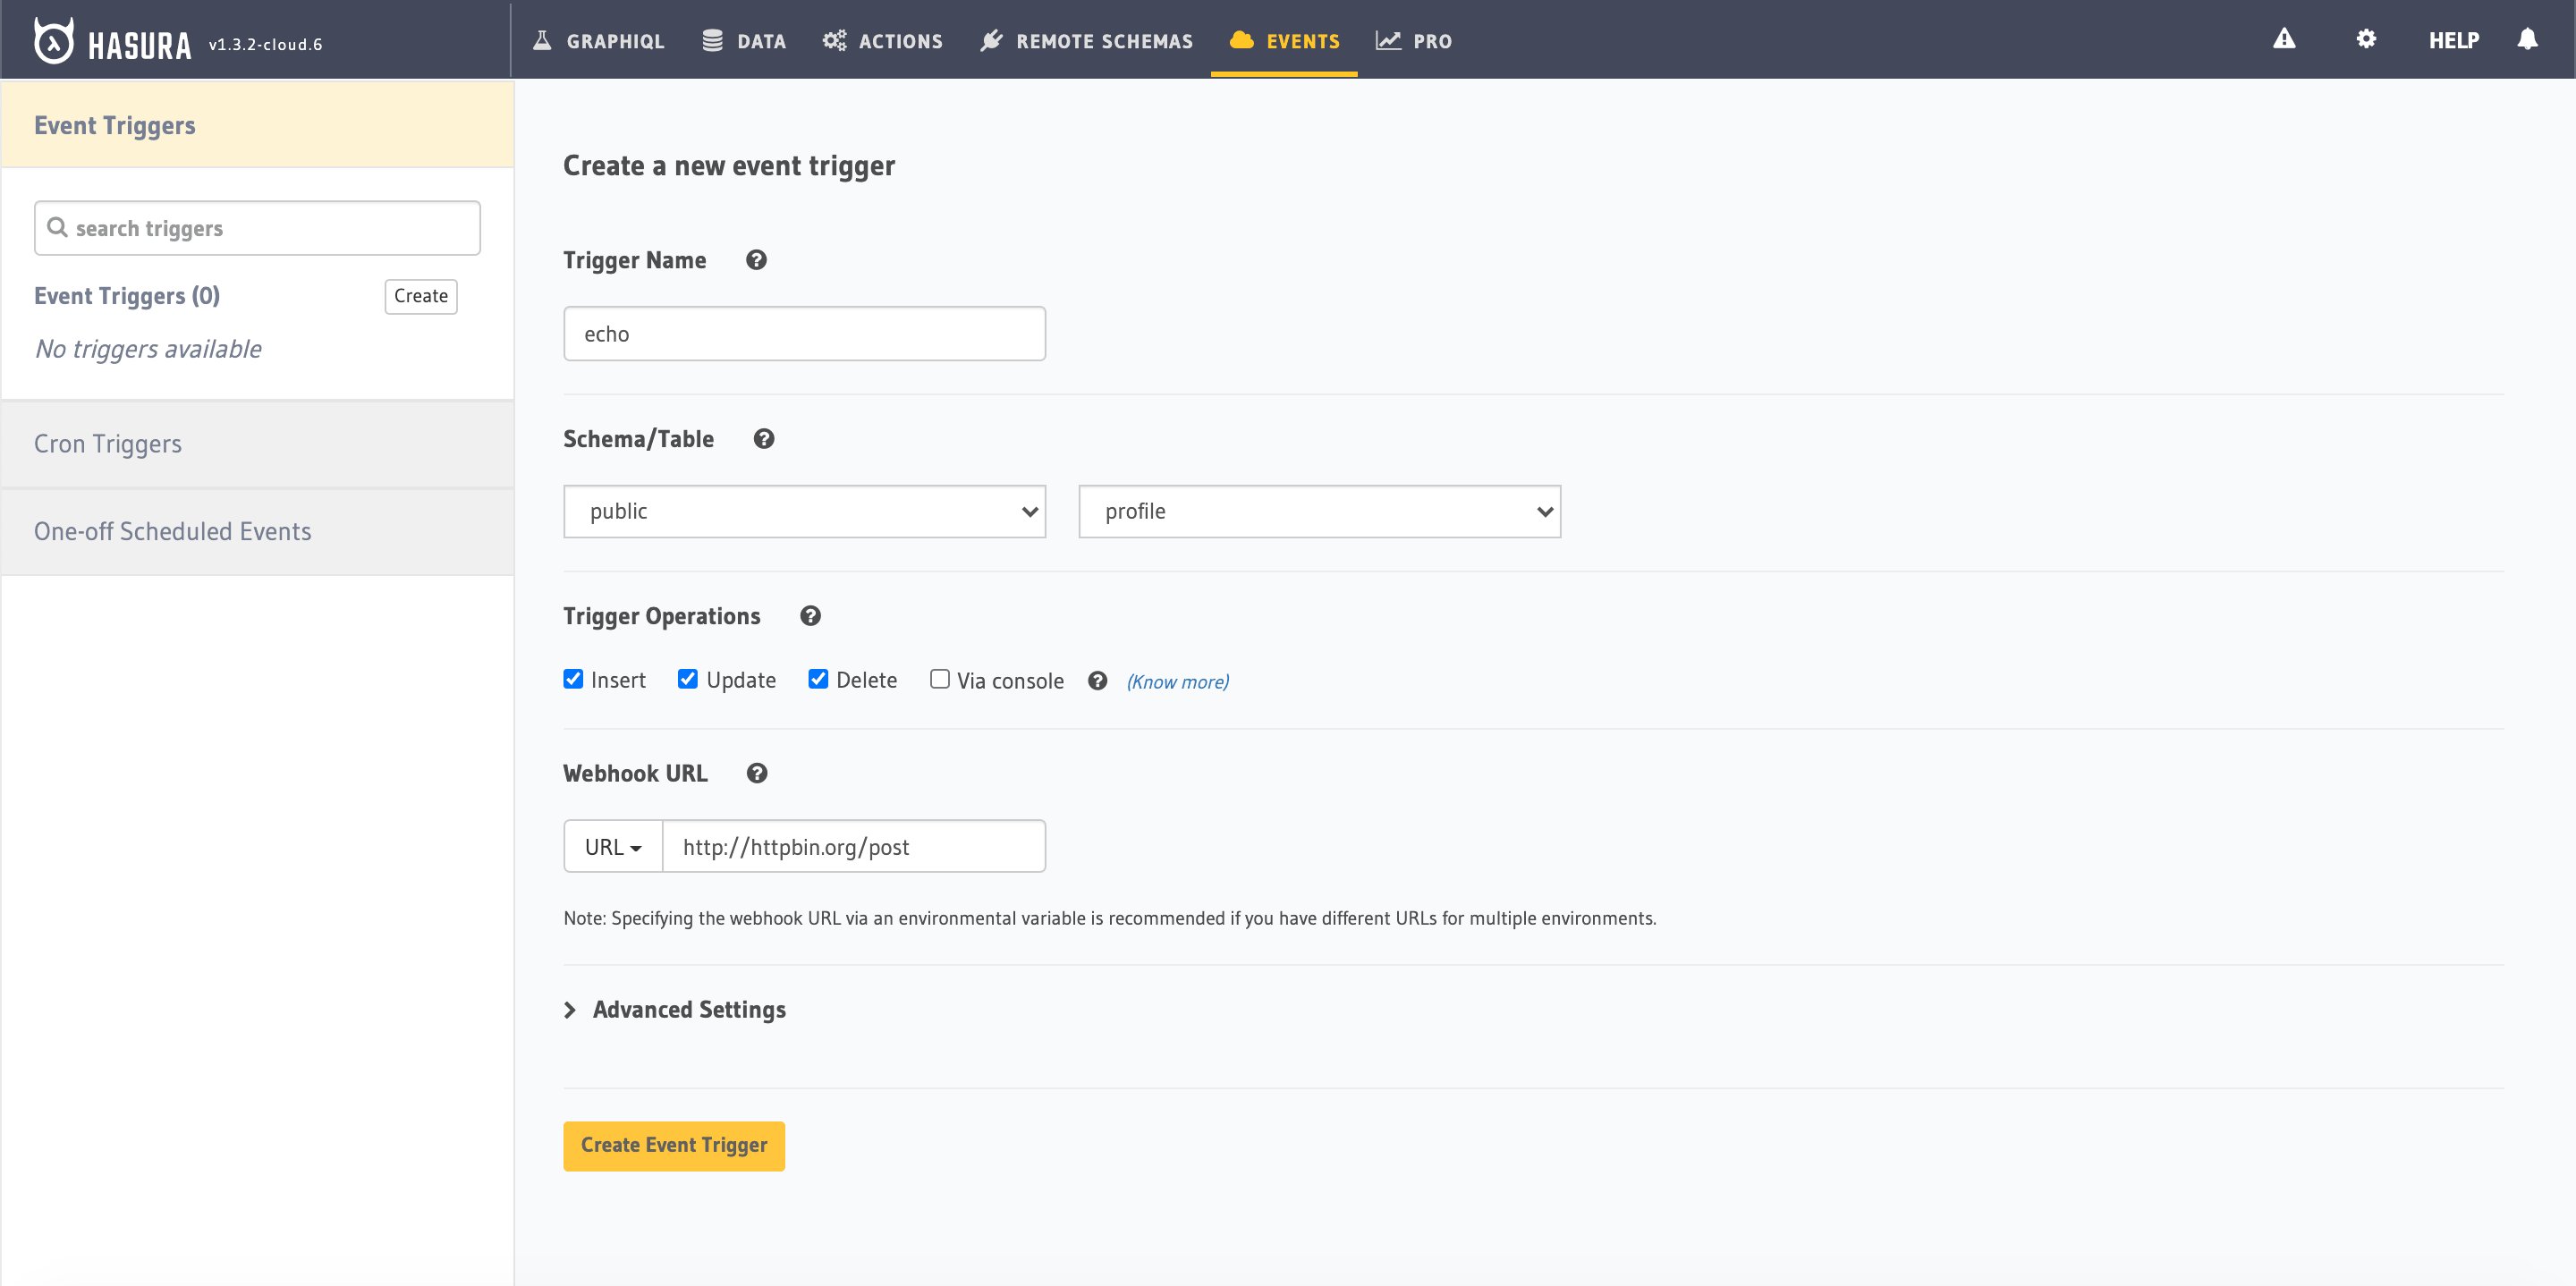 HASURA v1.3.2-cloud.6 GRAPHIQL DATA ACTIONS REMOTE SCHEMAS EVENTS PRO HELP
Event Triggers
search triggers
Event Triggers (0) Create
No triggers available
Cron Triggers
One-off Scheduled Events
Create a new event trigger
Trigger Name
echo
Schema/Table
public profile
Trigger Operations
Insert Update Delete Via console (Know more)
Webhook URL
URL http://httpbin.org/post
Note: Specifying the webhook URL via an environmental variable is recommended if you have different URLs for multiple environments.
Advanced Settings
Create Event Trigger